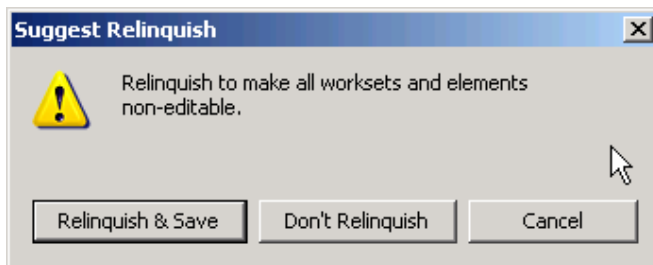 Suggest Relinquish
Relinquish to make all worksets and elements
non-editable.
Relinquish & Save
Don't Relinquish
Cancel